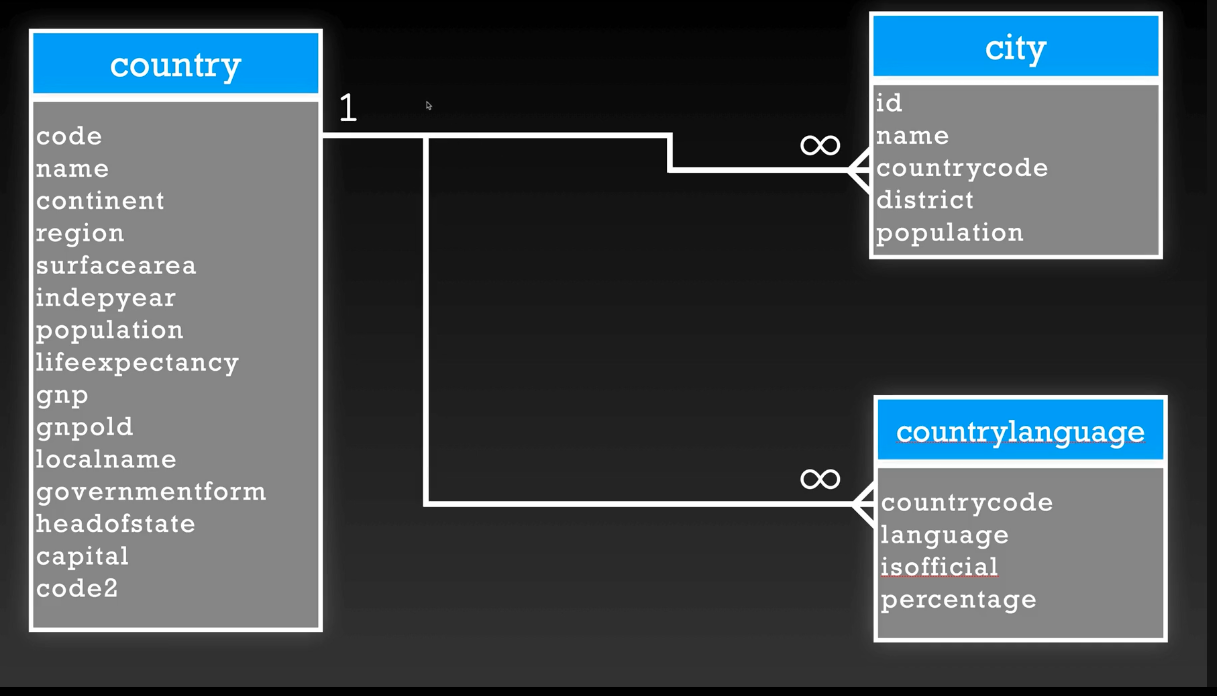 country
code
name
continent
region
surfacearea
indepyear
population
lifeexpectancy
gnp
gnpold
localname
governmentform
headofstate
capital
code2
1
∞
city
id
name
countrycode
district
population
∞
countrylanguage
countrycode
language
isofficial
percentage